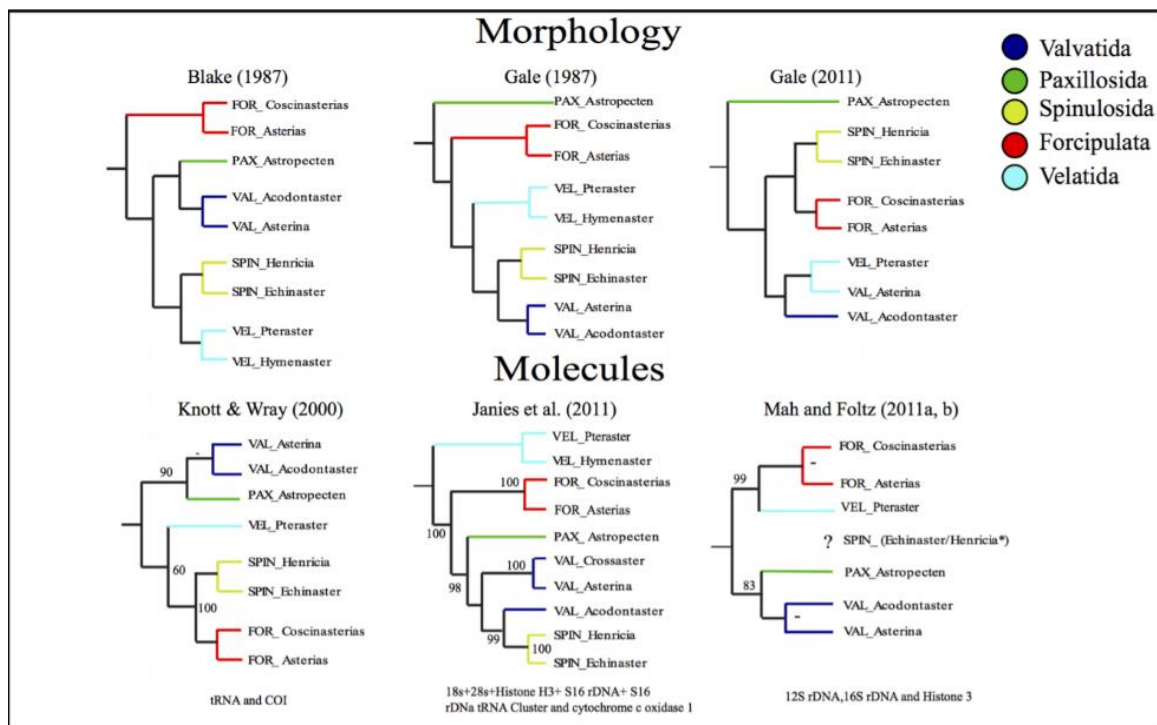 Morphology
Valvatida
Paxillosida
Spinulosida
Forcipulata
Velatida
Blake (1987)
FOR_Coscinasterias
FOR_Asterias
PAX_Astropecten
VAL_Acodontaster
VAL_Asterina
SPIN_Henricia
SPIN_Echinaster
VEL_Pteraster
VEL_Hymenaster
Gale (1987)
PAX_Astropecten
FOR_ Coscinasterias
FOR_Asterias
VEL_Pteraster
VEL_Hymenaster
SPIN_Henricia
SPIN_Echinaster
VAL_Asterina
VAL_Acodontaster
Gale (2011)
PAX_Astropecten
SPIN_Henricia
SPIN_Echinaster
FOR_ Coscinasterias
FOR_ Asterias
VEL_Pteraster
VAL_Asterina
VAL_Acodontaster
Molecules
Knott & Wray (2000)
VAL_Asterina
VAL_Acodontaster
PAX_Astropecten
VEL_Pteraster
SPIN_Henricia
SPIN_Echinaster
FOR_ Coscinasterias
FOR_ Asterias
-
90
60
100
tRNA and COI
Janies et al. (2011)
VEL_Pteraster
VEL_Hymenaster
FOR_Coscinasterias
FOR_Asterias
PAX_Astropecten
VAL_Crossaster
VAL_Asterina
VAL_Acodontaster
SPIN_Henricia
SPIN_Echinaster
100
100
100
98
99
100
18s+28s+Histone H3+ S16 rDNA+ S16
rDNa tRNA Cluster and cytochrome c oxidase 1
Mah and Foltz (2011a, b)
FOR_Coscinasterias
FOR_Asterias
VEL_Pteraster
? SPIN_ (Echinaster/Henricia*)
PAX_Astropecten
VAL_Acodontaster
VAL_Asterina
99
-
83
-
12S rDNA,16S rDNA and Histone 3